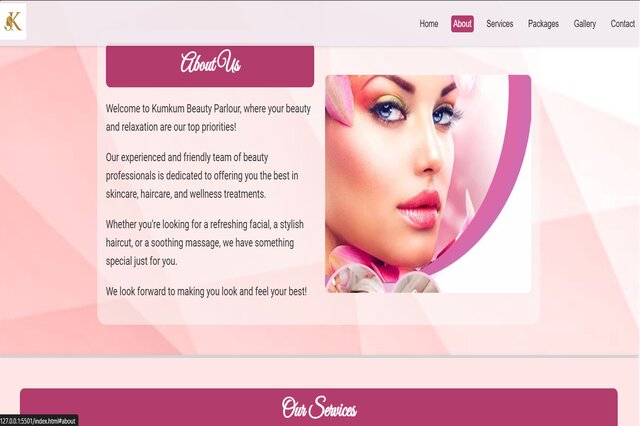 SK
Home About Services Packages Gallery Contact
About Us
Welcome to Kumkum Beauty Parlour, where your beauty
and relaxation are our top priorities!
Our experienced and friendly team of beauty
professionals is dedicated to offering you the best in
skincare, haircare, and wellness treatments.
Whether you're looking for a refreshing facial, a stylish
haircut, or a soothing massage, we have something
special just for you.
We look forward to making you look and feel your best!
Our Services
127.0.0.1:5501/index.html#about